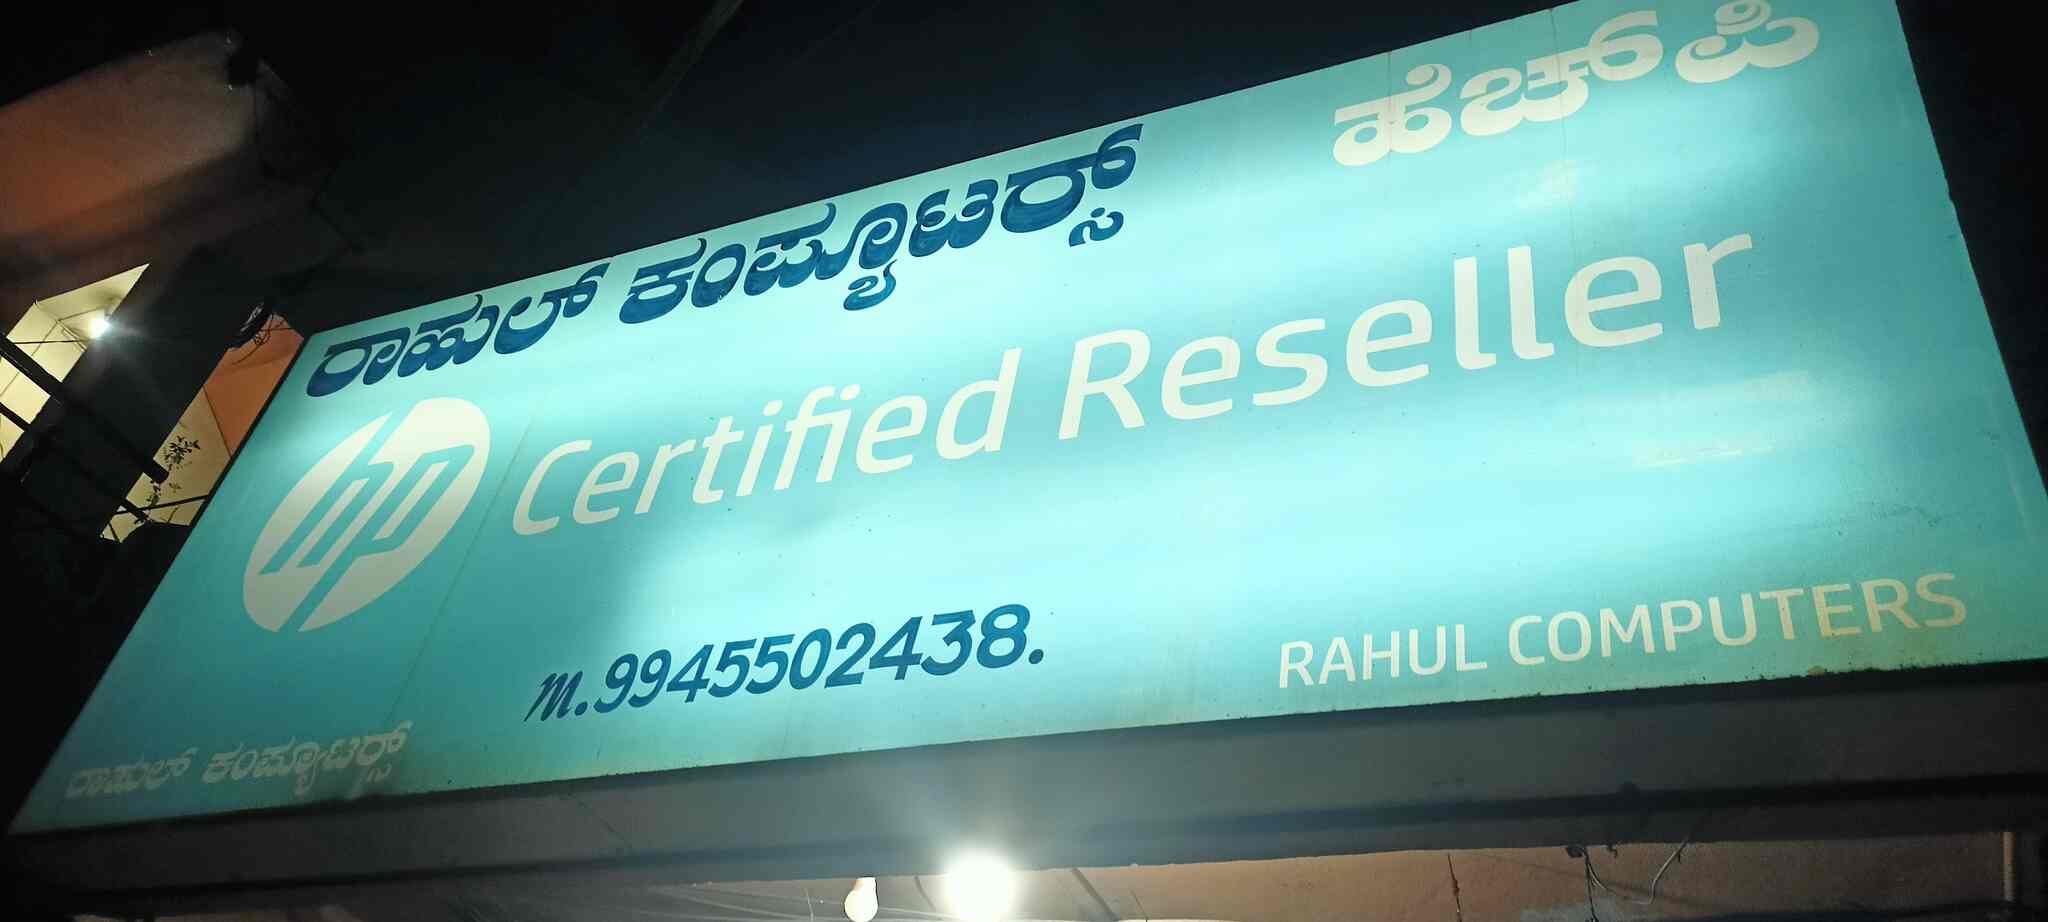 ಹೆಚ್ ಪಿ
ರಾಹುಲ್ ಕಂಪ್ಯೂಟರ್ಸ್
hp Certified Reseller
m.9945502438.
RAHUL COMPUTERS
ರಾಹುಲ್ ಕಂಪ್ಯೂಟರ್ಸ್